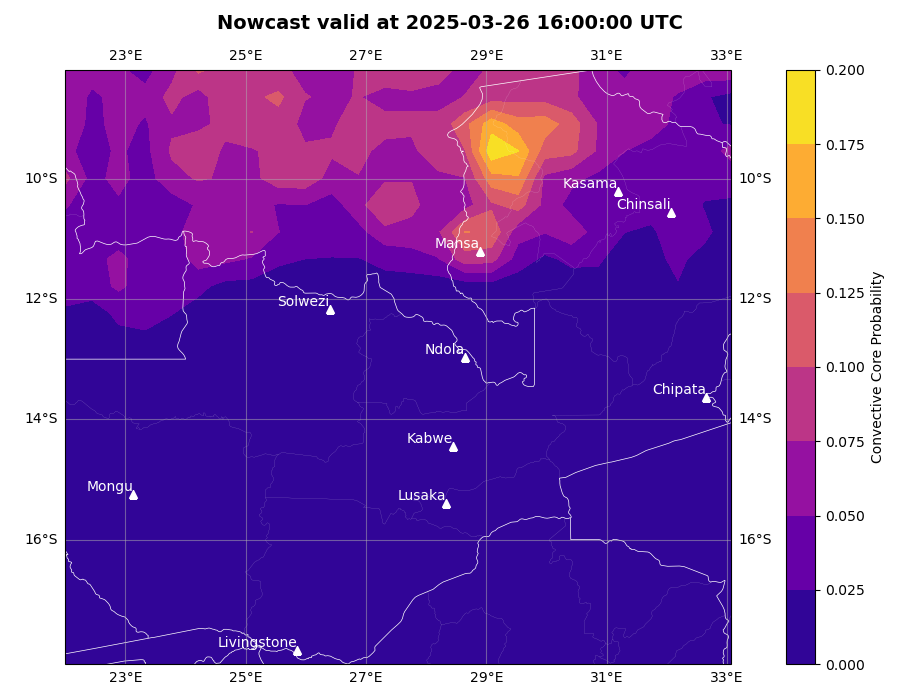 Nowcast valid at 2025-03-26 16:00:00 UTC
23°E 25°E 27°E 29°E 31°E 33°E
0.200
0.175
10°S 10°S
Kasama
Chinsali
0.150
Mansa
12°S 12°S
Solwezi
0.125
Ndola
0.100
Chipata
14°S 14°S
Kabwe
0.075
Mongu
Lusaka
0.050
16°S 16°S
0.025
Livingstone
0.000
23°E 25°E 27°E 29°E 31°E 33°E
Convective Core Probability